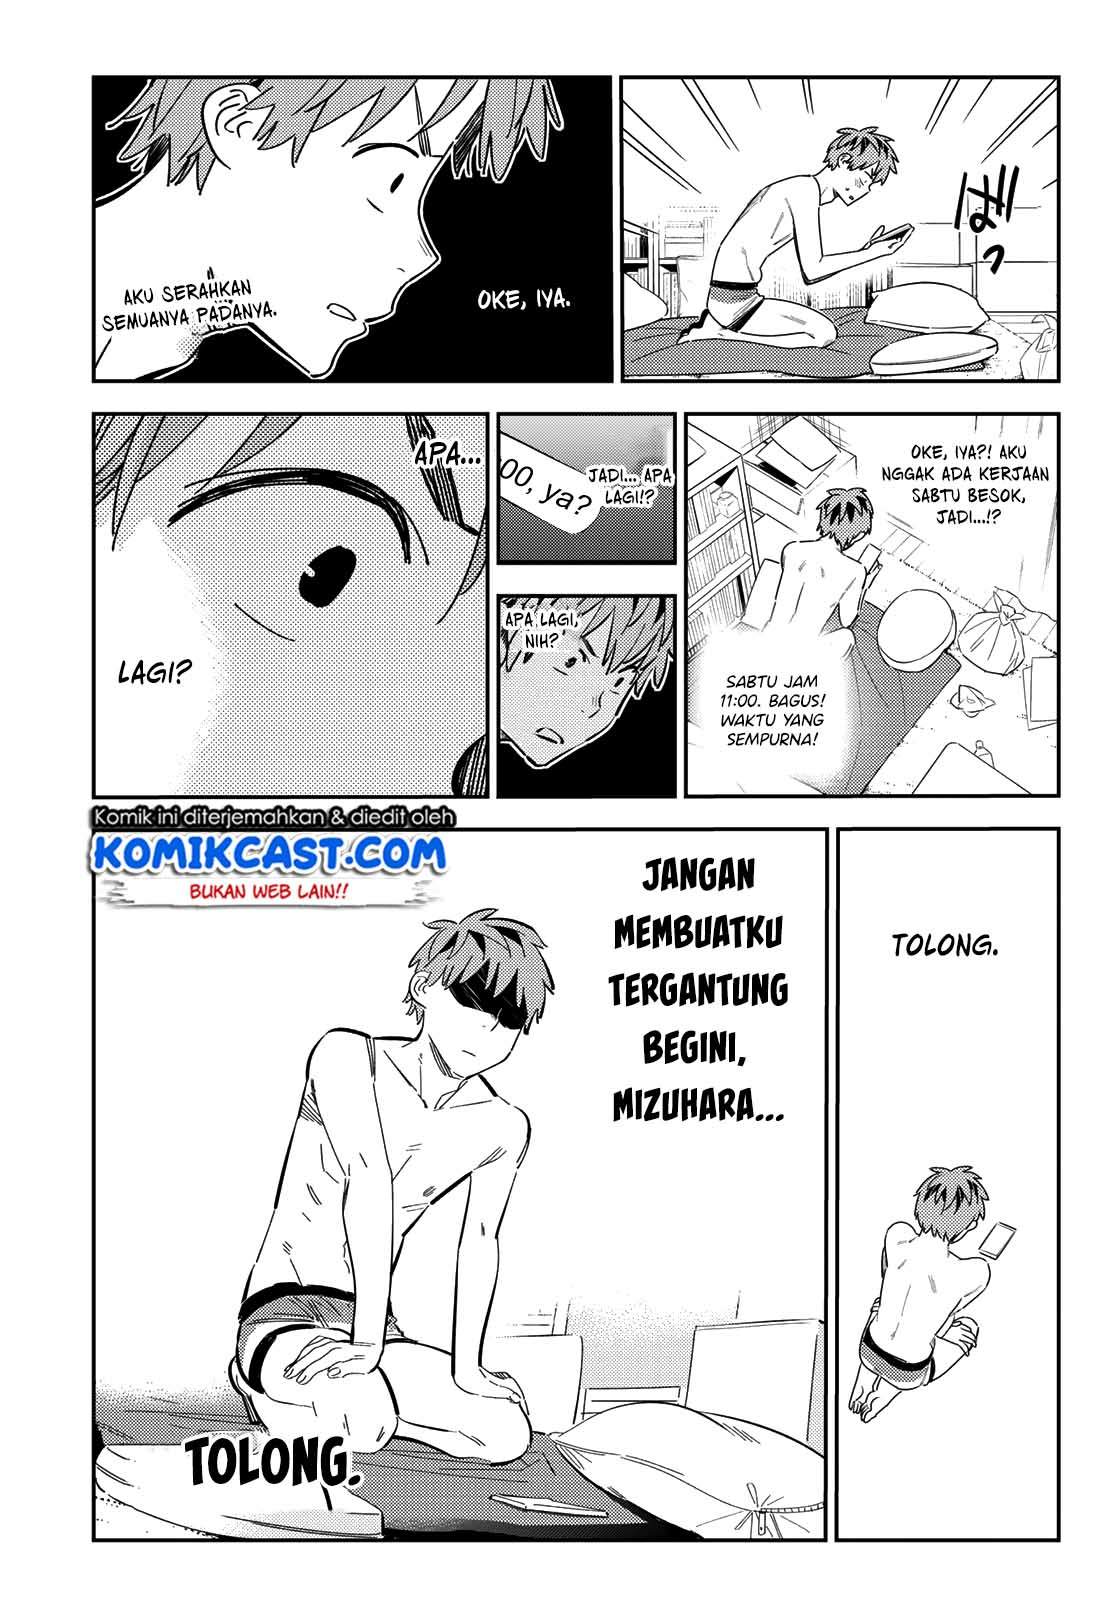 ば!
っ
OKE, IYA.
AKU SERAHKAN
SEMUANYA PADANYA.
OKE, IYA?! AKU
NGGAK ADA KERJAAN
SABTU BESOK,
JADI...!?
SABTU JAM
11:00. BAGUS!
WAKTU YANG
SEMPURNA!
00, ya?
JADI... APA
LAGI!?
APA LAGI,
NIH?
APA...
LAGI?
Komik ini diterjemahkan & diedit oleh
KOMIKCAST.COM
BUKAN WEB LAIN!!
TOLONG.
JANGAN
MEMBUATKU
TERGANTUNG
BEGINI,
MIZUHARA...
TOLONG.